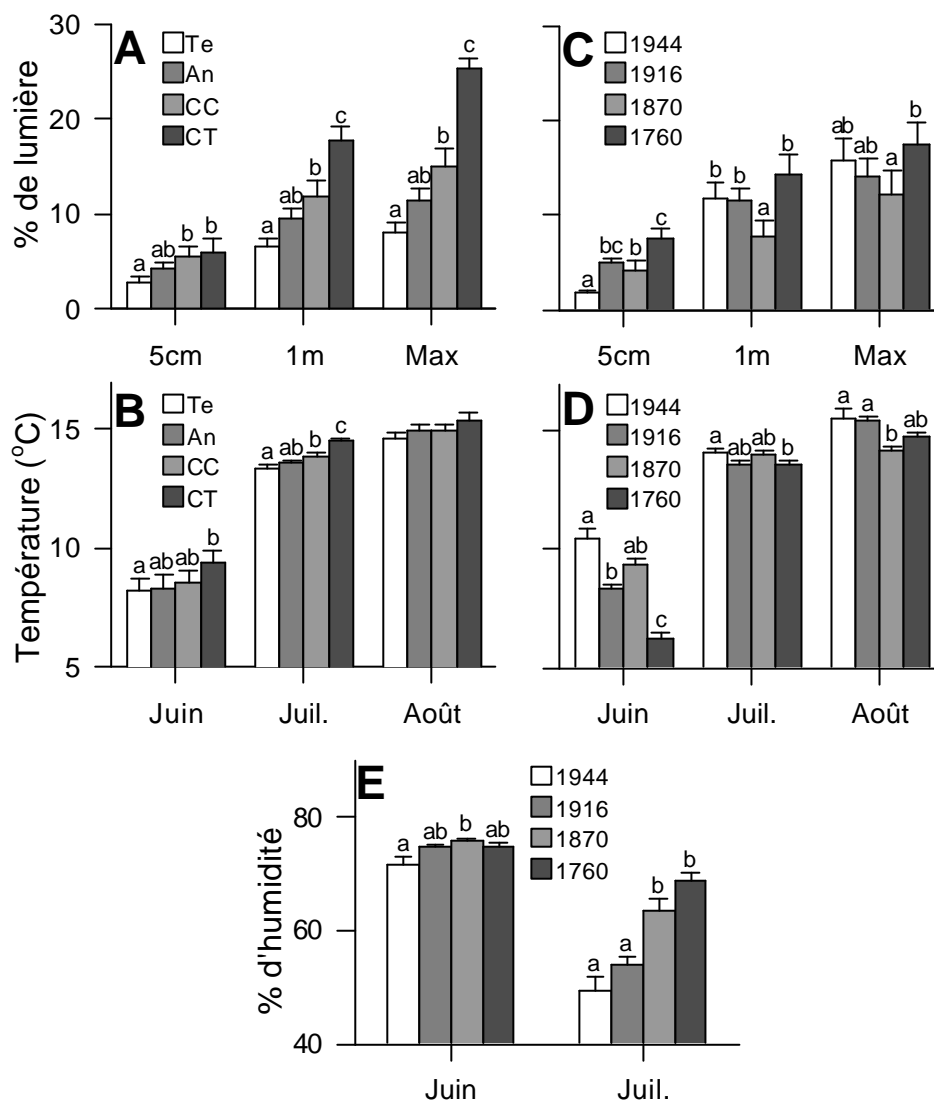 A
Te
An
CC
CT
% de lumière
30
20
10
0
a ab b b
a ab b c
a ab b c
5cm 1m Max
C
1944
1916
1870
1760
a bc b c
b b a b
ab ab a b
5cm 1m Max
B
Te
An
CC
CT
Température (°C)
15
10
5
a ab ab b
a ab b c
Juin Juil. Août
D
1944
1916
1870
1760
a b ab c
a ab ab b
a a b ab
Juin Juil. Août
E
1944
1916
1870
1760
% d'humidité
80
60
40
a ab b ab
a a b b
Juin Juil.